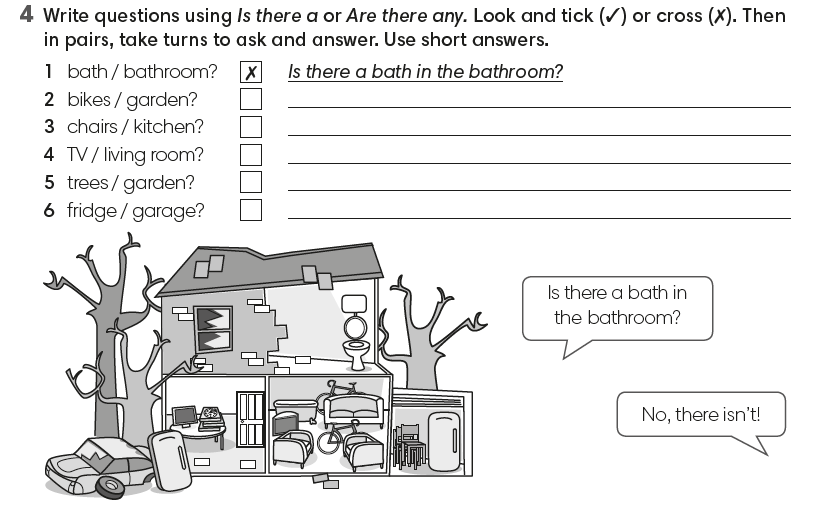 4 Write questions using Is there a or Are there any. Look and tick (✓) or cross (✗). Then
in pairs, take turns to ask and answer. Use short answers.
1 bath / bathroom? ✗ Is there a bath in the bathroom?
2 bikes / garden?
3 chairs / kitchen?
4 TV / living room?
5 trees / garden?
6 fridge / garage?
Is there a bath in
the bathroom?
No, there isn't!